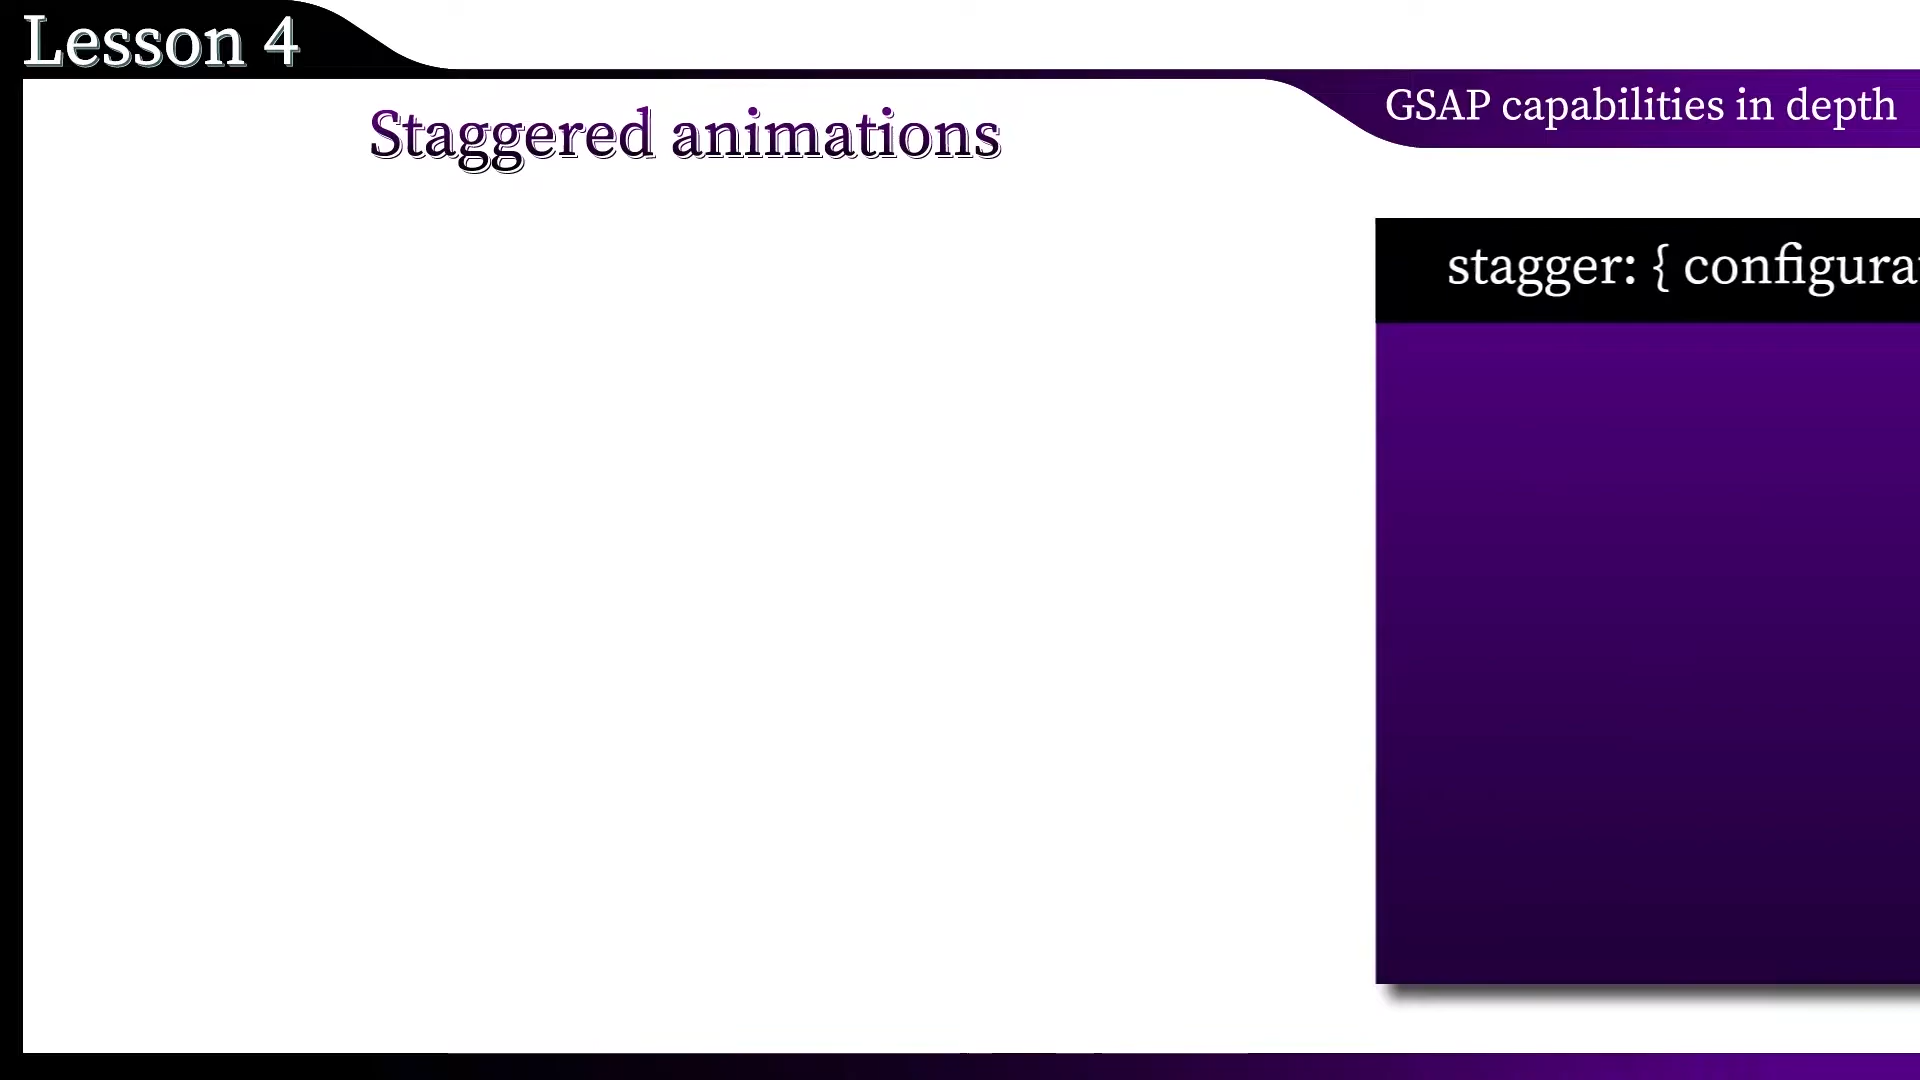 Lesson 4
GSAP capabilities in depth
Staggered animations
stagger: { configura